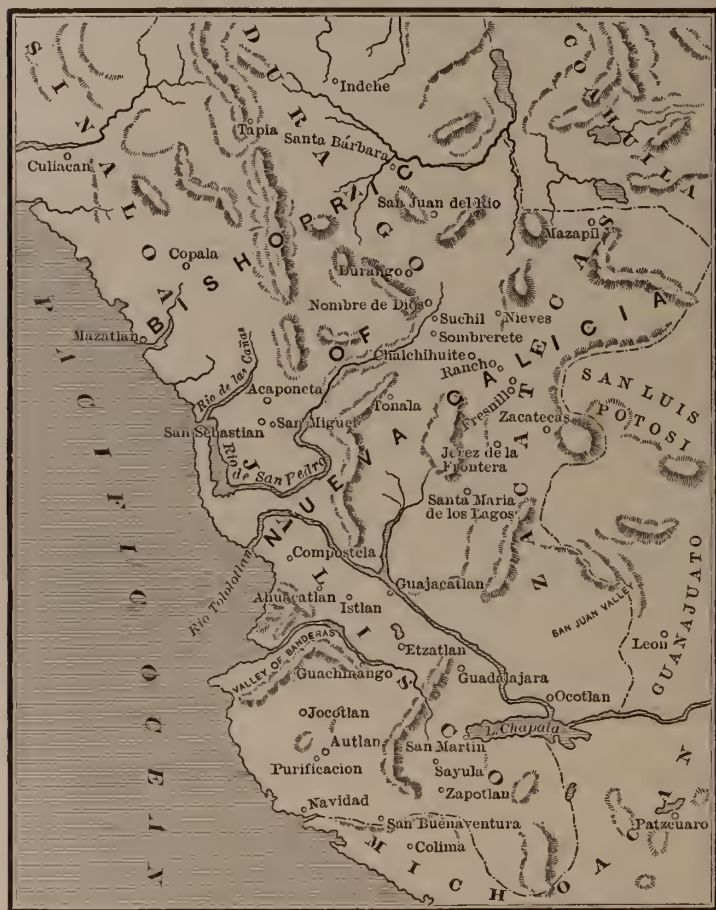 SINALOA
DURANGO
COAHUILA
Indehe
Tapia
Santa Bárbara
Culiacan
San Juan del Rio
Mazapil
BISHOPRIC OF NUEVA GALICIA
Copala
Durango
Nombre de Dios
Suchil
Nieves
Sombrerete
Mazatlan
Chalchihuite
Rancho
ZACATECAS
SAN LUIS
POTOSI
Rio de las Cañas
Acaponeta
Tonala
Fresnillo
Zacatecas
San Miguel
San Sebastian
Rio de San Pedro
Jerez de la
Frontera
Santa Maria
de los Lagos
PACIFIC OCEAN
JALISCO
Rio Tololotlan
Compostela
Guajacatlan
Ahuacatlan
Istlan
SAN JUAN VALLEY
Leon
GUANAJUATO
VALLEY OF BANDERAS
Etzatlan
Guachinango
Guadalajara
Ocotlan
Jocotlan
L. Chapala
Autlan
San Martin
Purificacion
Sayula
Zapotlan
Navidad
San Buenaventura
Patzcuaro
Colima
MICHOACAN